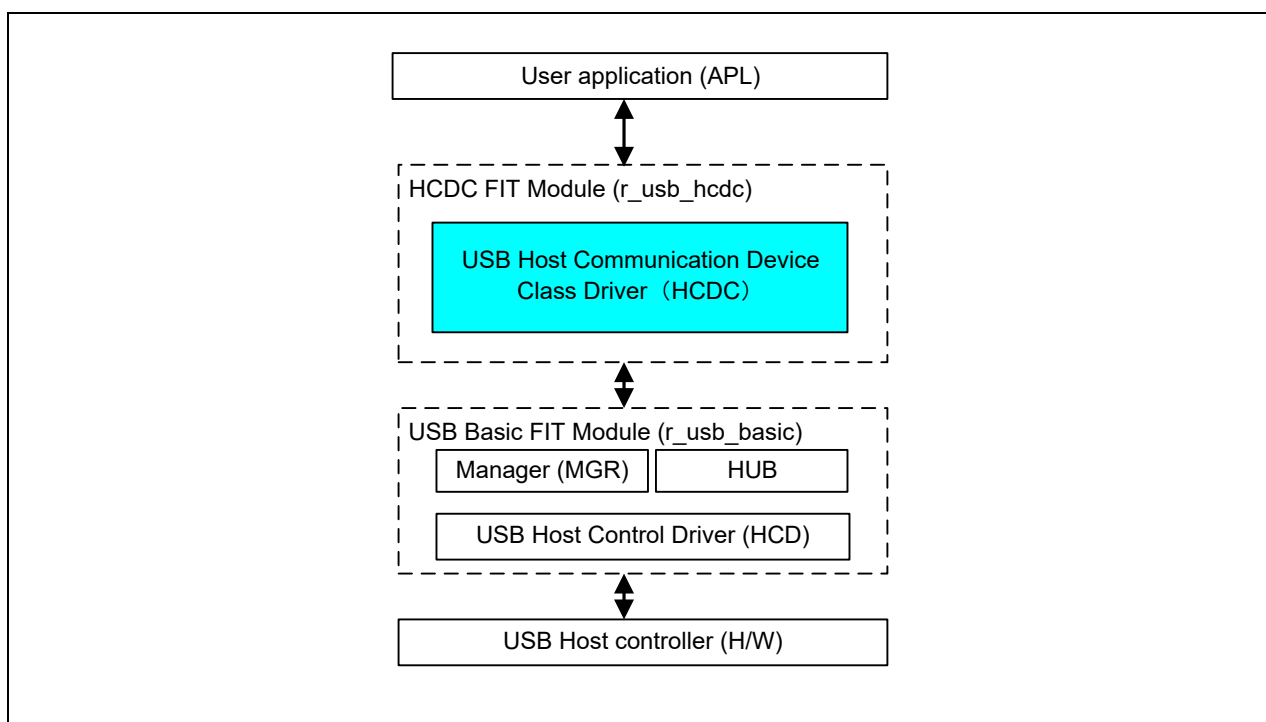 User application (APL)
HCDC FIT Module (r_usb_hcdc)
USB Host Communication Device
Class Driver（HCDC）
USB Basic FIT Module (r_usb_basic)
Manager (MGR)
HUB
USB Host Control Driver (HCD)
USB Host controller (H/W)